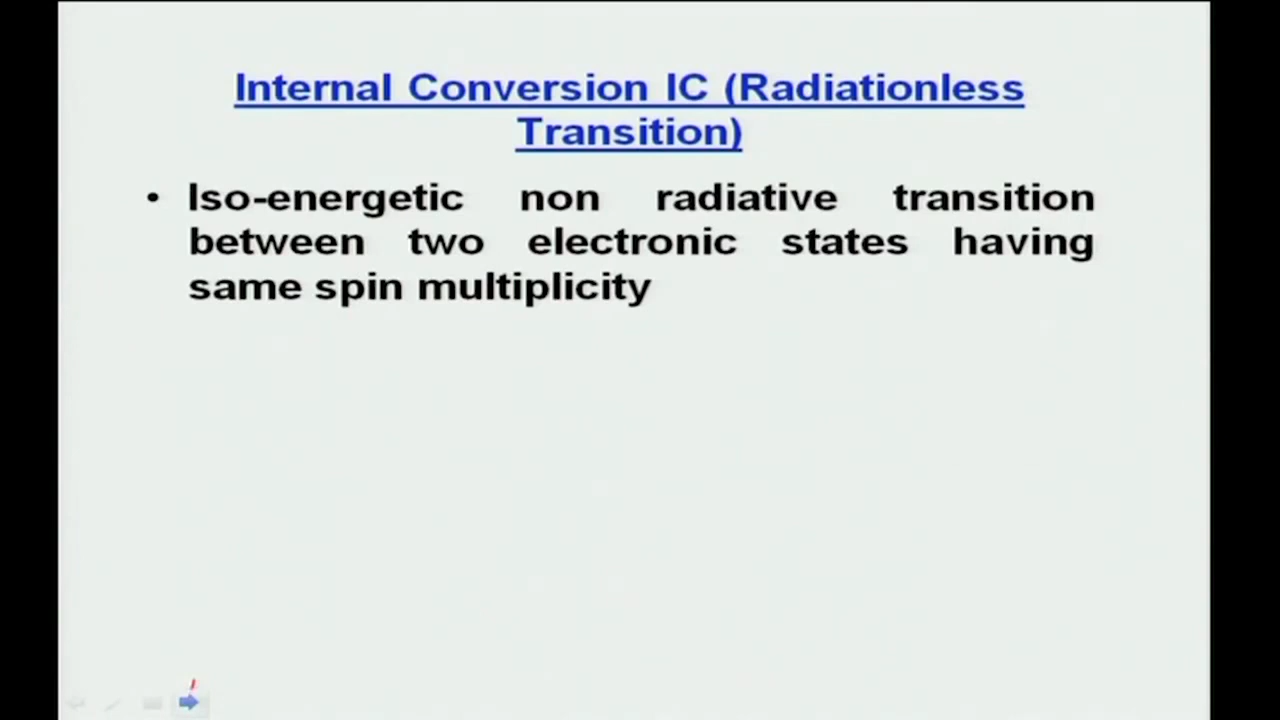 Internal Conversion IC (Radiationless
Transition)
• Iso-energetic non radiative transition
between two electronic states having
same spin multiplicity